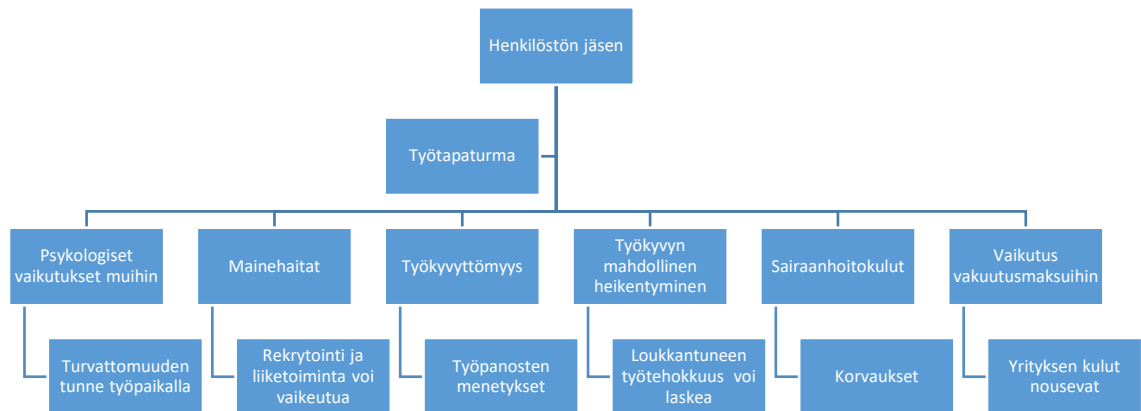 Henkilöstön jäsen
Työtapaturma
Psykologiset
vaikutukset muihin
Mainehaitat
Työkyvyttömyys
Työkyvyn
mahdollinen
heikentyminen
Sairaanhoitokulut
Vaikutus
vakuutusmaksuihin
Turvattomuuden
tunne työpaikalla
Rekrytointi ja
liiketoiminta voi
vaikeutua
Työpanosten
menetykset
Loukkantuneen
työtehokkuus voi
laskea
Korvaukset
Yrityksen kulut
nousevat